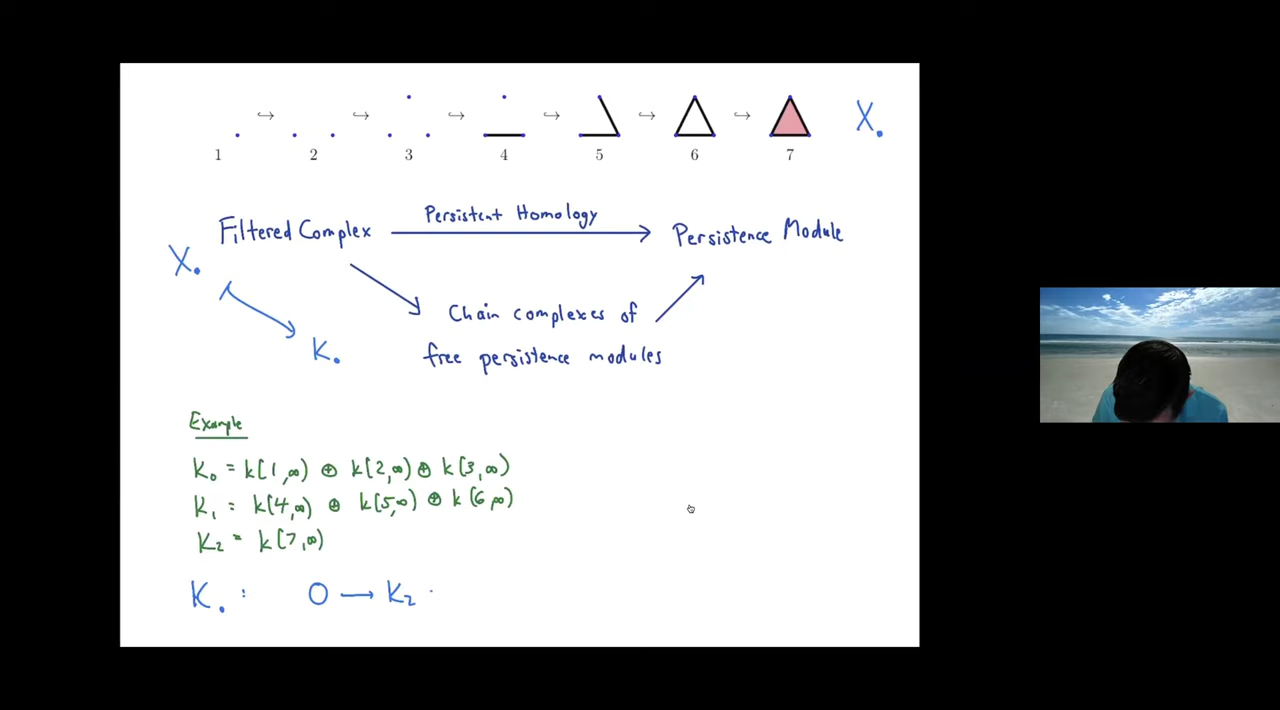 ↪ ↪ ↪ ↪ ↪ ↪ X.
1 2 3 4 5 6 7
Persistent Homology
Filtered Complex Persistence Module
X.
Chain complexes of
K. free persistence modules
Example
K₀ = k[1,∞) ⊕ k[2,∞) ⊕ k[3,∞)
K₁ = k[4,∞) ⊕ k[5,∞) ⊕ k[6,∞)
K₂ = k[7,∞)
K. : 0 → K₂